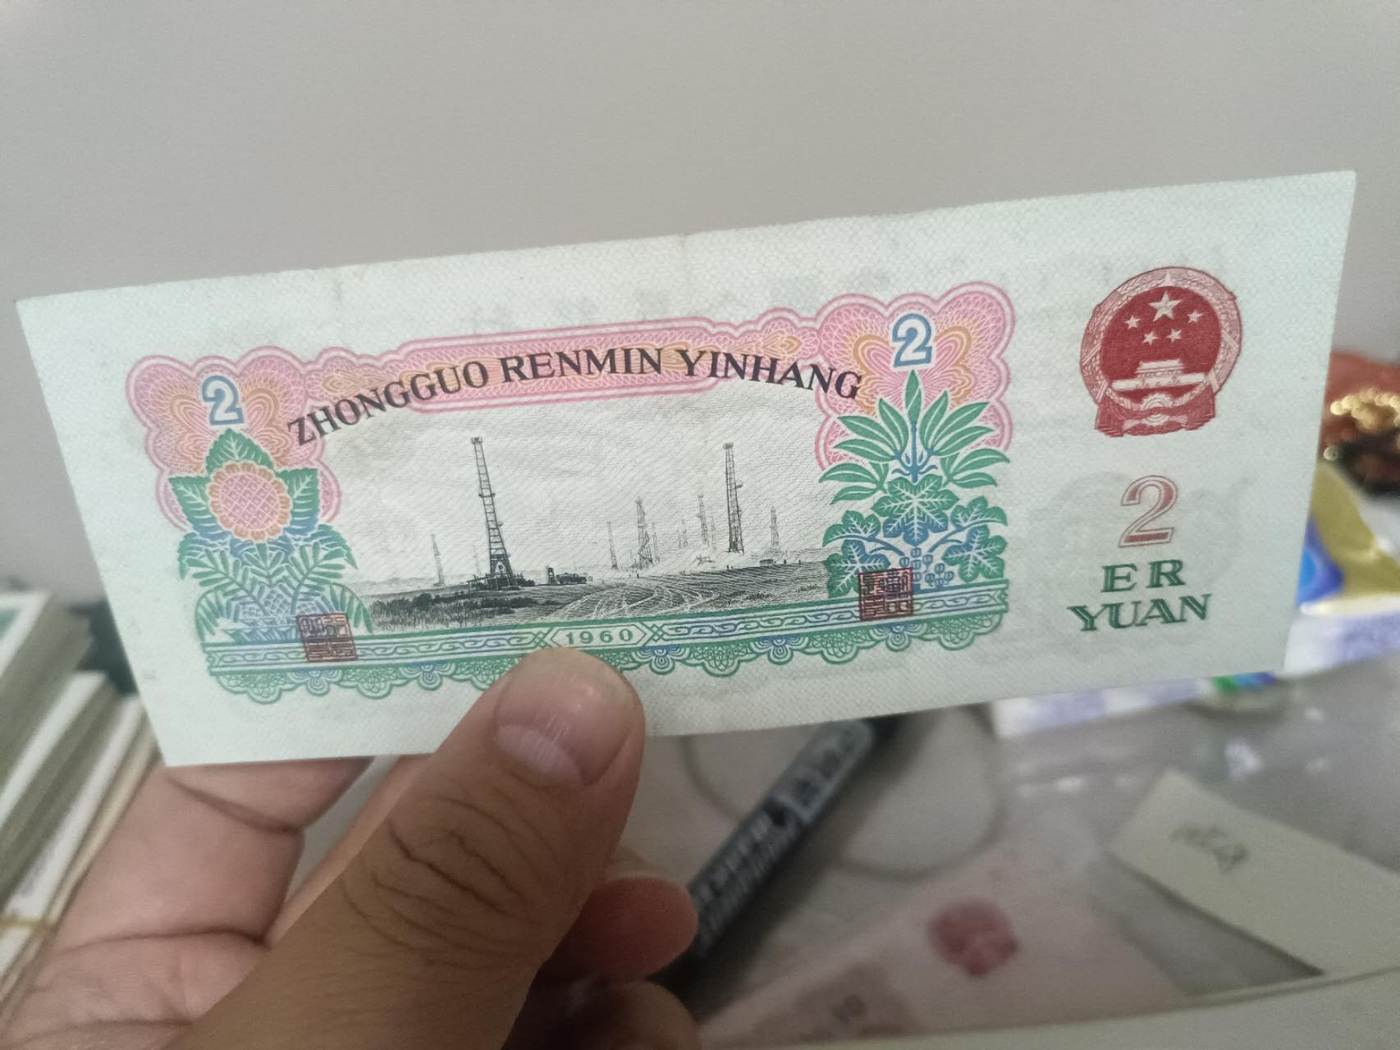 2
2
ZHONGGUO RENMIN YINHANG
1960
2
ER
YUAN